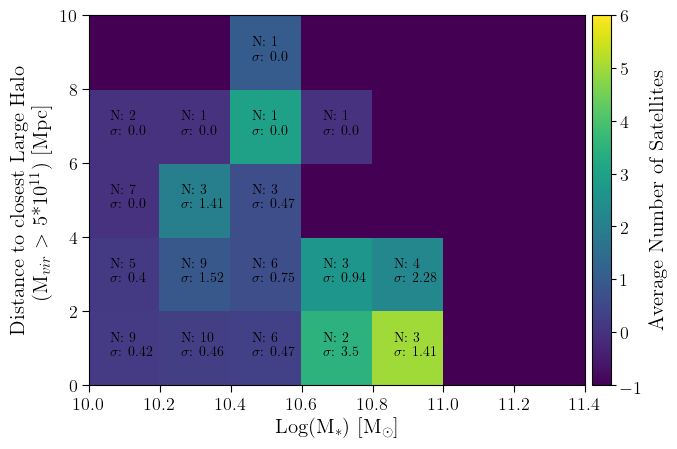 10
8
6
4
2
0
Distance to closest Large Halo
(M_vir > 5*10^11) [Mpc]
N: 1
σ: 0.0
N: 2
σ: 0.0
N: 1
σ: 0.0
N: 1
σ: 0.0
N: 1
σ: 0.0
N: 7
σ: 0.0
N: 3
σ: 1.41
N: 3
σ: 0.47
N: 5
σ: 0.4
N: 9
σ: 1.52
N: 6
σ: 0.75
N: 3
σ: 0.94
N: 4
σ: 2.28
N: 9
σ: 0.42
N: 10
σ: 0.46
N: 6
σ: 0.47
N: 2
σ: 3.5
N: 3
σ: 1.41
10.0 10.2 10.4 10.6 10.8 11.0 11.2 11.4
Log(M_*) [M_⊙]
6
5
4
3
2
1
0
−1
Average Number of Satellites